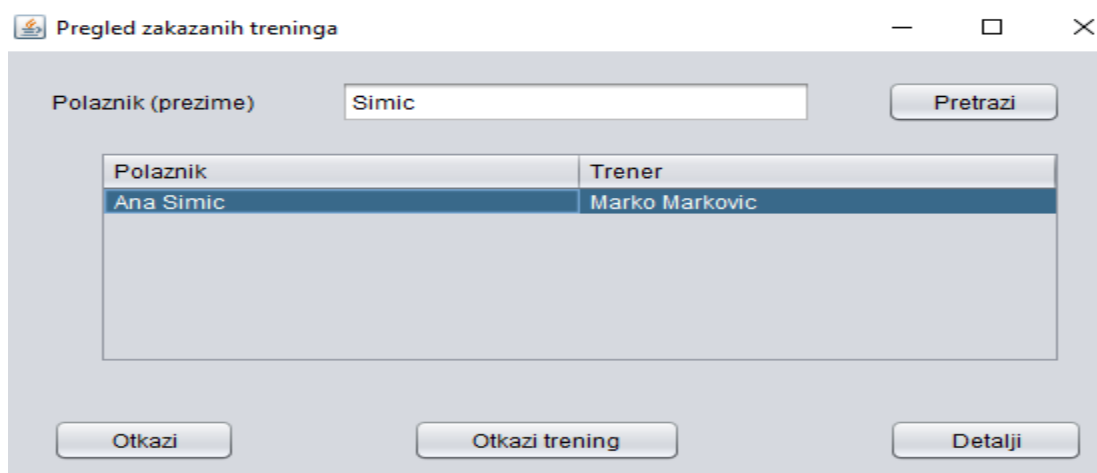 Pregled zakazanih treninga
Polaznik (prezime) Simic Pretrazi
Polaznik Trener
Ana Simic Marko Markovic
Otkazi Otkazi trening Detalji